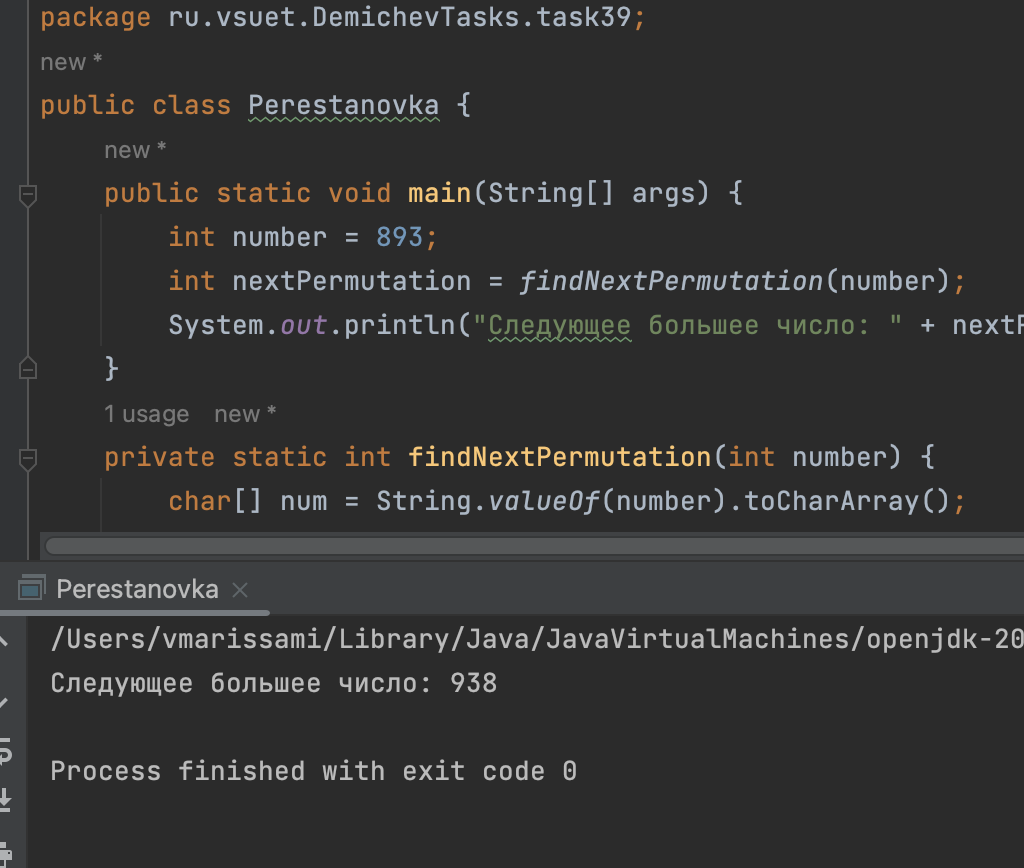 package ru.vsuet.DemichevTasks.task39;
new *
public class Perestanovka {
new *
public static void main(String[] args) {
int number = 893;
int nextPermutation = findNextPermutation(number);
System.out.println("Следующее большее число: " + nextP
}
1 usage new *
private static int findNextPermutation(int number) {
char[] num = String.valueOf(number).toCharArray();
Perestanovka
/Users/vmarissami/Library/Java/JavaVirtualMachines/openjdk-20
Следующее большее число: 938
Process finished with exit code 0